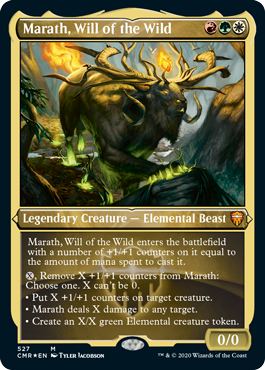 Marath, Will of the Wild
Legendary Creature — Elemental Beast
Marath, Will of the Wild enters the battlefield
with a number of +1/+1 counters on it equal to
the amount of mana spent to cast it.
X, Remove X +1/+1 counters from Marath:
Choose one. X can't be 0.
• Put X +1/+1 counters on target creature.
• Marath deals X damage to any target.
• Create an X/X green Elemental creature token.
0/0
527 M
CMR ★ EN Tyler Jacobson
™ & © 2020 Wizards of the Coast